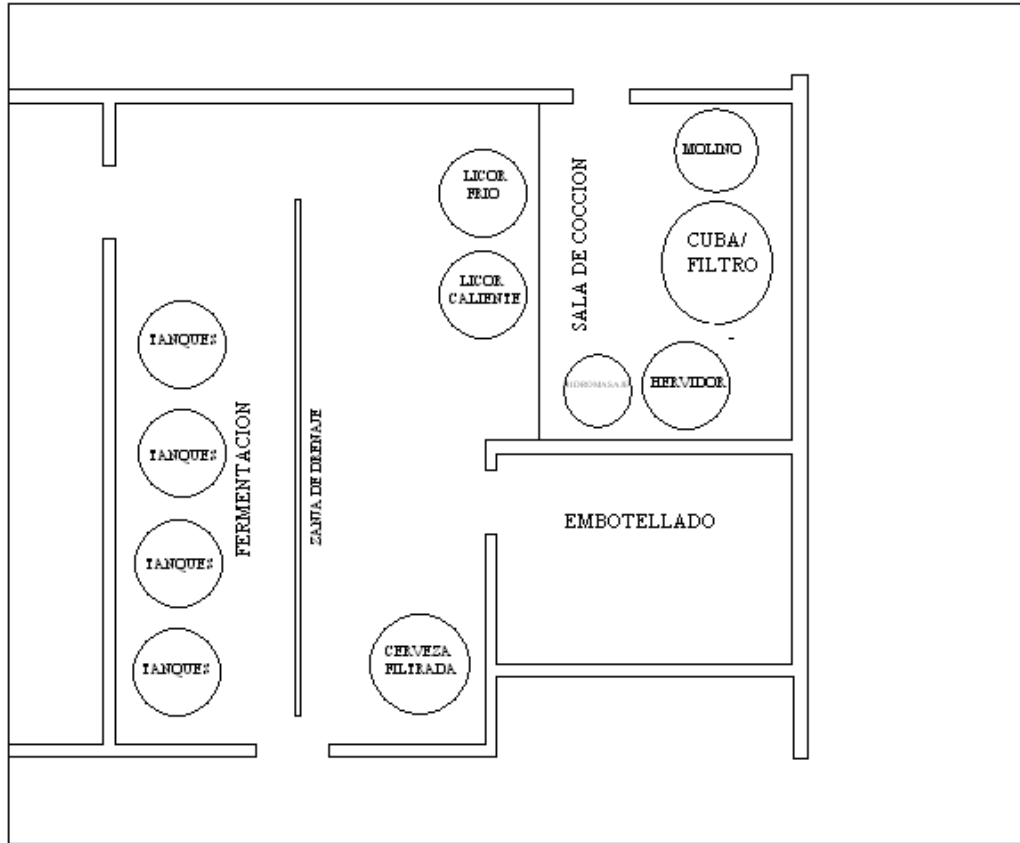 MOLINO
LICOR
FRIO
CUBA/
FILTRO
SALA DE COCCION
LICOR
CALIENTE
TANQUES
HIDROMASAJE
HERVIDOR
TANQUES
FERMENTACION
ZANJA DE DRENAJE
EMBOTELLADO
TANQUES
CERVEZA
FILTRADA
TANQUES